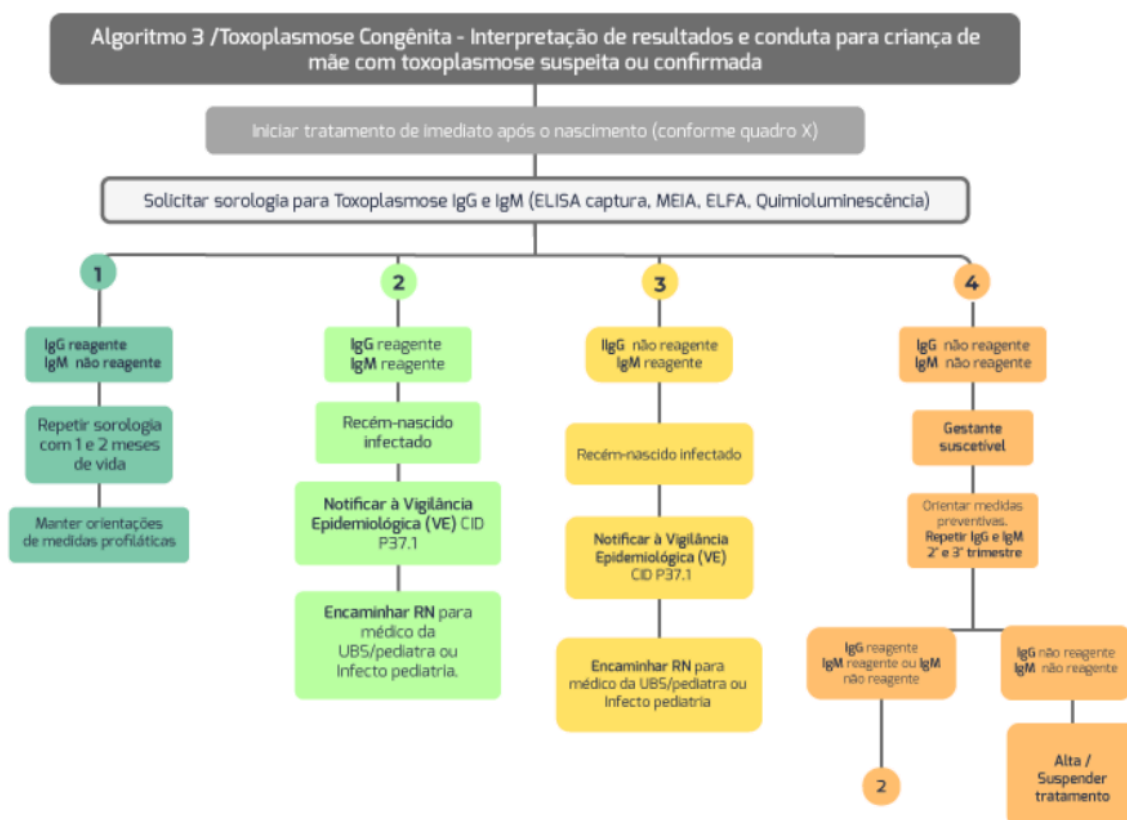 Algoritmo 3 /Toxoplasmose Congênita - Interpretação de resultados e conduta para criança de
mãe com toxoplasmose suspeita ou confirmada
Iniciar tratamento de imediato após o nascimento (conforme quadro X)
Solicitar sorologia para Toxoplasmose IgG e IgM (ELISA captura, MEIA, ELFA, Quimioluminescência)
1
IgG reagente
IgM não reagente
Repetir sorologia
com 1 e 2 meses
de vida
Manter orientações
de medidas profiláticas
2
IgG reagente
IgM reagente
Recém-nascido
infectado
Notificar à Vigilância
Epidemiológica (VE) CID
P37.1
Encaminhar RN para
médico da
UBS/pediatra ou
Infecto pediatria.
3
IIgG não reagente
IgM reagente
Recém-nascido infectado
Notificar à Vigilância
Epidemiológica (VE)
CID P37.1
Encaminhar RN para
médico da UBS/pediatra ou
Infecto pediatria
4
IgG não reagente
IgM não reagente
Gestante
suscetível
Orientar medidas
preventivas.
Repetir IgG e IgM
2° e 3° trimestre
IgG reagente
IgM reagente ou IgM
não reagente
2
IgG não reagente
IgM não reagente
Alta /
Suspender
tratamento